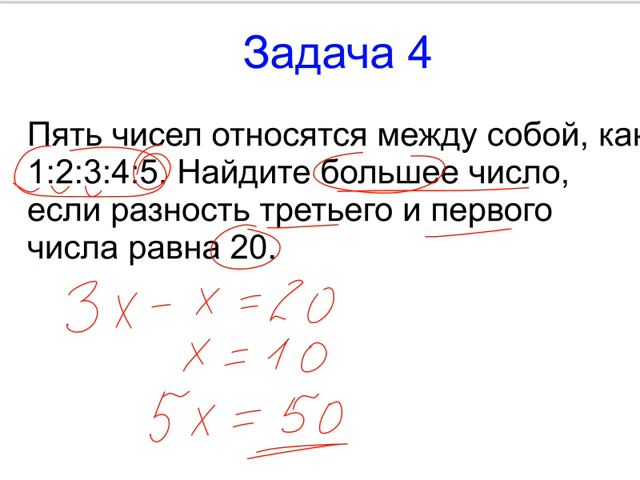 Задача 4
Пять чисел относятся между собой, как
1:2:3:4:5. Найдите большее число,
если разность третьего и первого
числа равна 20.
3x - x = 20
x = 10
5x = 50